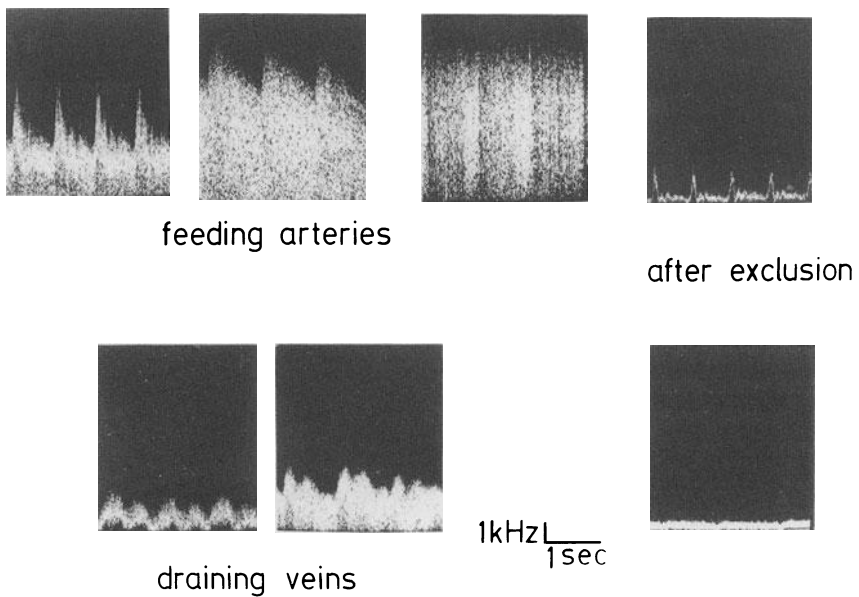 feeding arteries
after exclusion
1kHz
1sec
draining veins